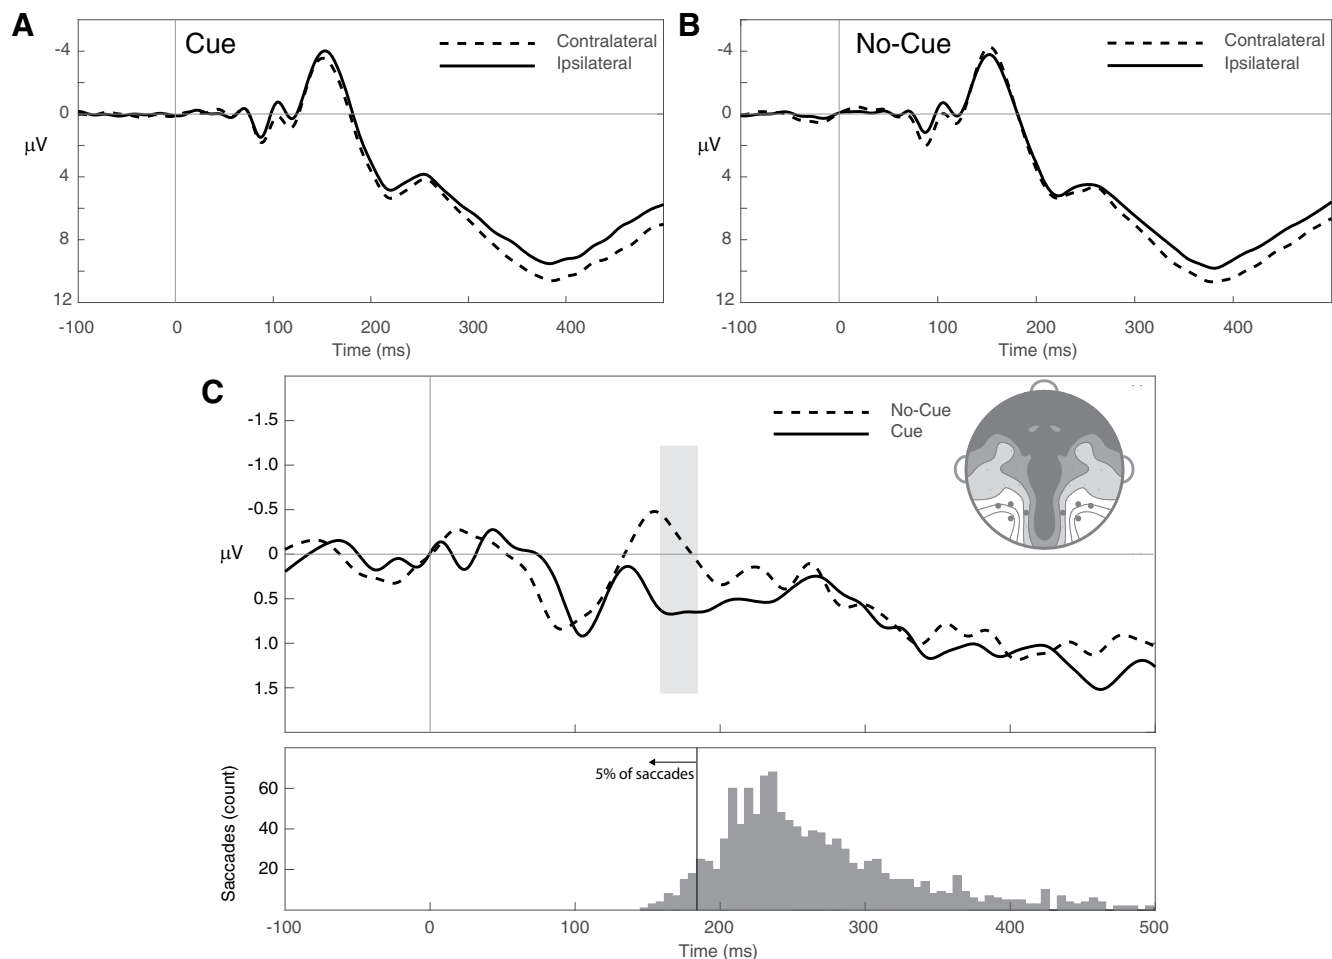 A
Cue
Contralateral
Ipsilateral
-4
0
µV
4
8
12
-100
0
100
200
300
400
Time (ms)
B
No-Cue
Contralateral
Ipsilateral
-4
0
µV
4
8
12
-100
0
100
200
300
400
Time (ms)
C
No-Cue
Cue
-1.5
-1.0
-0.5
µV
0
0.5
1.0
1.5
5% of saccades
Saccades (count)
60
40
20
-100
0
100
200
300
400
500
Time (ms)